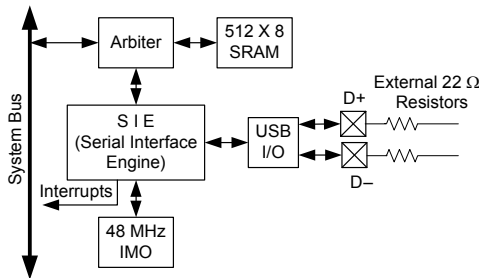 System Bus
Arbiter
512 X 8
SRAM
External 22 Ω
Resistors
D+
S I E
(Serial Interface
Engine)
USB
I/O
D–
Interrupts
48 MHz
IMO